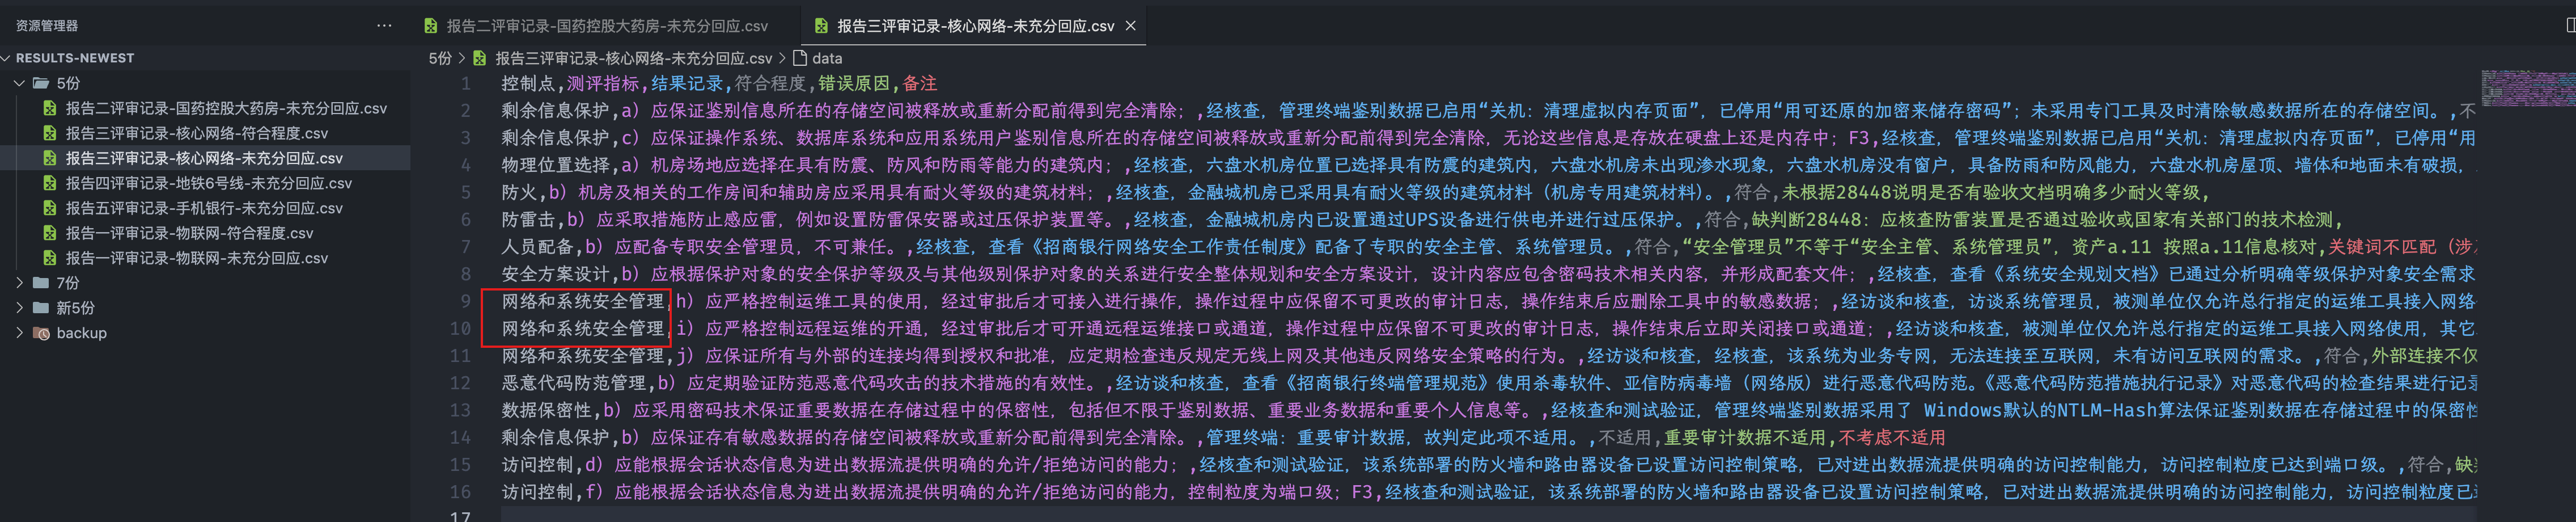 资源管理器
RESULTS-NEWEST
5份
报告二评审记录-国药控股大药房-未充分回应.csv
报告三评审记录-核心网络-符合程度.csv
报告三评审记录-核心网络-未充分回应.csv
报告四评审记录-地铁6号线-未充分回应.csv
报告五评审记录-手机银行-未充分回应.csv
报告一评审记录-物联网-符合程度.csv
报告一评审记录-物联网-未充分回应.csv
7份
新5份
backup
报告二评审记录-国药控股大药房-未充分回应.csv
报告三评审记录-核心网络-未充分回应.csv
5份 > 报告三评审记录-核心网络-未充分回应.csv > data
1 控制点,测评指标,结果记录,符合程度,错误原因,备注
2 剩余信息保护,a) 应保证鉴别信息所在的存储空间被释放或重新分配前得到完全清除；,经核查，管理终端鉴别数据已启用“关机：清理虚拟内存页面”，已停用“用可还原的加密来储存密码”；未采用专门工具及时清除敏感数据所在的存储空间。,不
3 剩余信息保护,c) 应保证操作系统、数据库系统和应用系统用户鉴别信息所在的存储空间被释放或重新分配前得到完全清除，无论这些信息是存放在硬盘上还是内存中；F3,经核查，管理终端鉴别数据已启用“关机：清理虚拟内存页面”，已停用“用
4 物理位置选择,a) 机房场地应选择在具有防震、防风和防雨等能力的建筑内；,经核查，六盘水机房位置已选择具有防震的建筑内，六盘水机房未出现渗水现象，六盘水机房没有窗户，具备防雨和防风能力，六盘水机房屋顶、墙体和地面未有破损，
5 防火,b) 机房及相关的工作房间和辅助房应采用具有耐火等级的建筑材料；,经核查，金融城机房已采用具有耐火等级的建筑材料（机房专用建筑材料）。,符合,未根据28448说明是否有验收文档明确多少耐火等级,
6 防雷击,b) 应采取措施防止感应雷，例如设置防雷保安器或过压保护装置等。,经核查，金融城机房内已设置通过UPS设备进行供电并进行过压保护。,符合,缺判断28448：应核查防雷装置是否通过验收或国家有关部门的技术检测,
7 人员配备,b) 应配备专职安全管理员，不可兼任。,经核查，查看《招商银行网络安全工作责任制度》配备了专职的安全主管、系统管理员。,符合,“安全管理员”不等于“安全主管、系统管理员”，资产a.11 按照a.11信息核对,关键词不匹配（涉
8 安全方案设计,b) 应根据保护对象的安全保护等级及与其他级别保护对象的关系进行安全整体规划和安全方案设计，设计内容应包含密码技术相关内容，并形成配套文件；,经核查，查看《系统安全规划文档》已通过分析明确等级保护对象安全需求
9 网络和系统安全管理,h) 应严格控制运维工具的使用，经过审批后才可接入进行操作，操作过程中应保留不可更改的审计日志，操作结束后应删除工具中的敏感数据；,经访谈和核查，访谈系统管理员，被测单位仅允许总行指定的运维工具接入网络
10 网络和系统安全管理,i) 应严格控制远程运维的开通，经过审批后才可开通远程运维接口或通道，操作过程中应保留不可更改的审计日志，操作结束后立即关闭接口或通道；,经访谈和核查，被测单位仅允许总行指定的运维工具接入网络使用，其它
11 网络和系统安全管理,j) 应保证所有与外部的连接均得到授权和批准，应定期检查违反规定无线上网及其他违反网络安全策略的行为。,经访谈和核查，经核查，该系统为业务专网，无法连接至互联网，未有访问互联网的需求。,符合,外部连接不仅
12 恶意代码防范管理,b) 应定期验证防范恶意代码攻击的技术措施的有效性。,经访谈和核查，查看《招商银行终端管理规范》使用杀毒软件、亚信防病毒墙（网络版）进行恶意代码防范。《恶意代码防范措施执行记录》对恶意代码的检查结果进行记录
13 数据保密性,b) 应采用密码技术保证重要数据在存储过程中的保密性，包括但不限于鉴别数据、重要业务数据和重要个人信息等。,经核查和测试验证，管理终端鉴别数据采用了 Windows默认的NTLM-Hash算法保证鉴别数据在存储过程中的保密性
14 剩余信息保护,b) 应保证存有敏感数据的存储空间被释放或重新分配前得到完全清除。,管理终端：重要审计数据，故判定此项不适用。,不适用,重要审计数据不适用,不考虑不适用
15 访问控制,d) 应能根据会话状态信息为进出数据流提供明确的允许/拒绝访问的能力；,经核查和测试验证，该系统部署的防火墙和路由器设备已设置访问控制策略，已对进出数据流提供明确的访问控制能力，访问控制粒度已达到端口级。,符合,缺
16 访问控制,f) 应能根据会话状态信息为进出数据流提供明确的允许/拒绝访问的能力，控制粒度为端口级；F3,经核查和测试验证，该系统部署的防火墙和路由器设备已设置访问控制策略，已对进出数据流提供明确的访问控制能力，访问控制粒度已
17